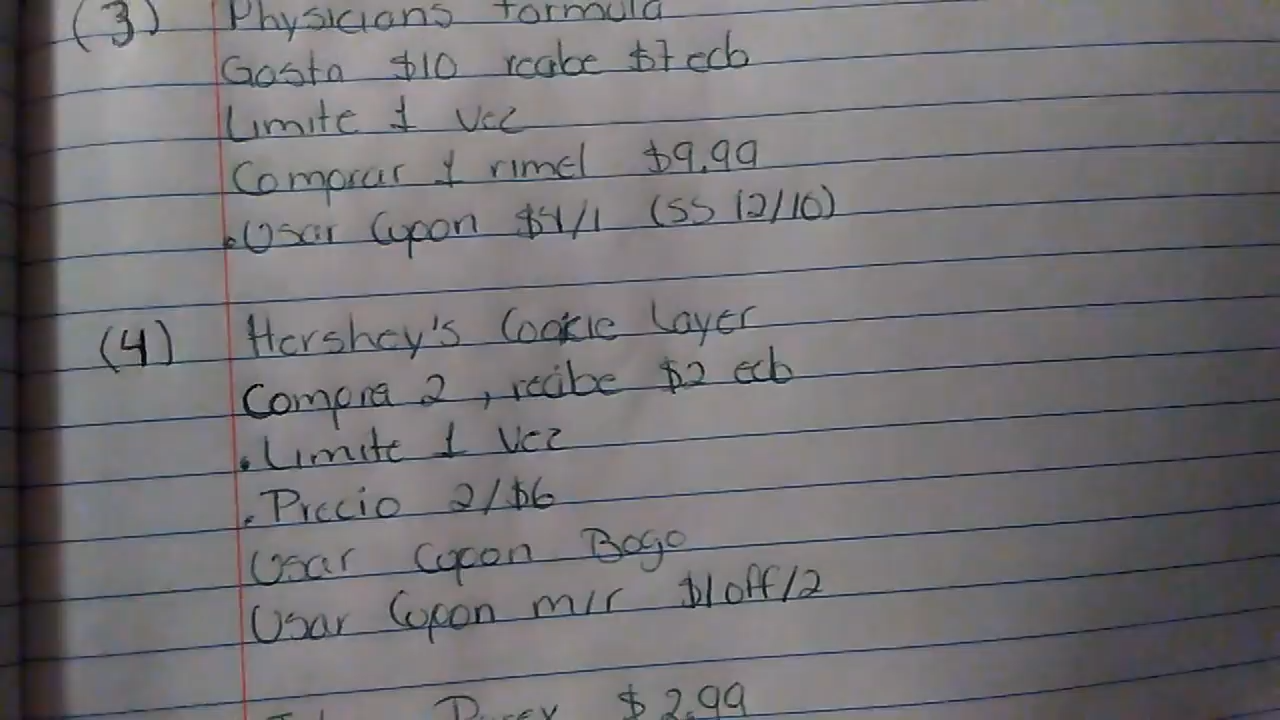 (3) Physicians formula
Gasta $10 recibe $7 ecb
Limite 1 Vez
Comprar 1 rimel $9.99
.Usar Cupon $4/1 (SS 12/10)
(4) Hershey's Cookie Layer
Compra 2, recibe $2 ecb
.Limite 1 Vez
.Precio 2/$6
Usar Cupon Bogo
Usar Cupon m/r $1 off/2
$2.99